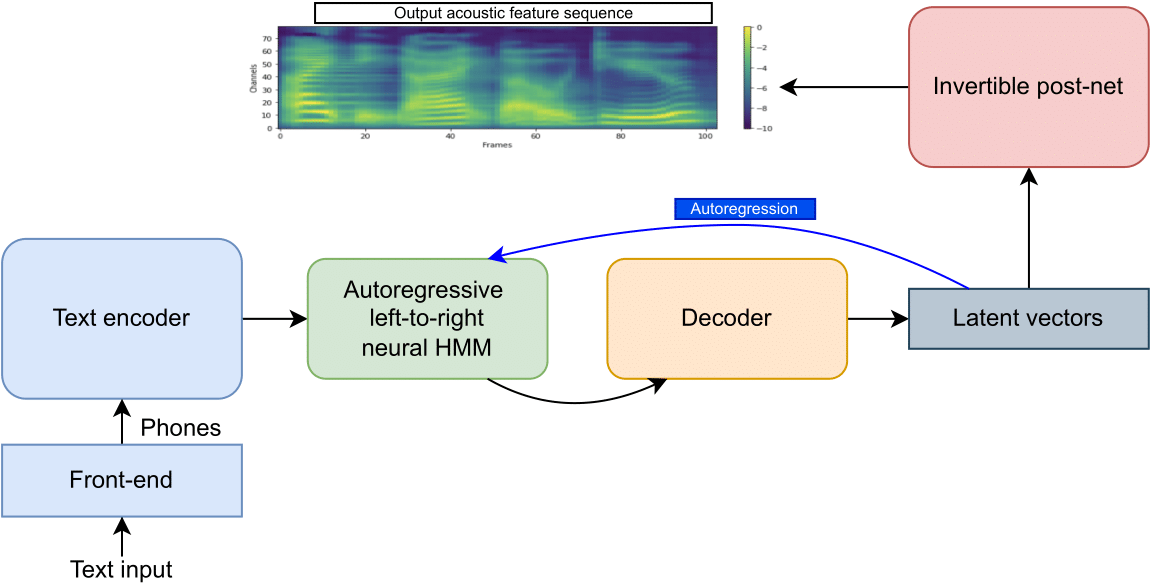 Output acoustic feature sequence
Channels
70
60
50
40
30
20
10
0
0
20
40
60
80
100
Frames
0
−2
−4
−6
−8
−10
Invertible post-net
Autoregression
Text encoder
Autoregressive
left-to-right
neural HMM
Decoder
Latent vectors
Phones
Front-end
Text input